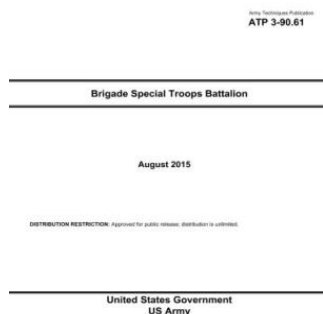 Army Techniques Publication
ATP 3-90.61
Brigade Special Troops Battalion
August 2015
DISTRIBUTION RESTRICTION: Approved for public release; distribution is unlimited.
United States Government
US Army